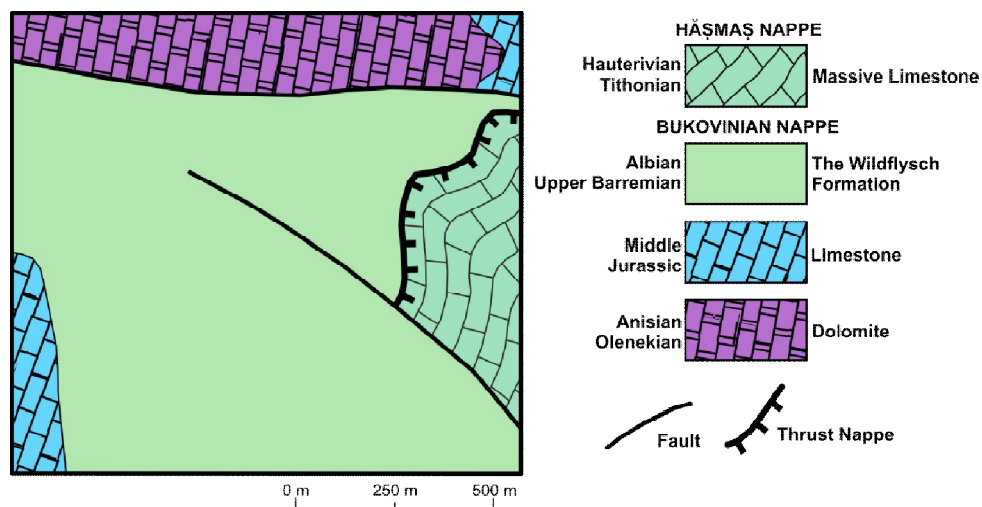 HĂȘMAȘ NAPPE
Hauterivian
Tithonian
Massive Limestone
BUKOVINIAN NAPPE
Albian
Upper Barremian
The Wildflysch
Formation
Middle
Jurassic
Limestone
Anisian
Olenekian
Dolomite
Fault
Thrust Nappe
0 m 250 m 500 m